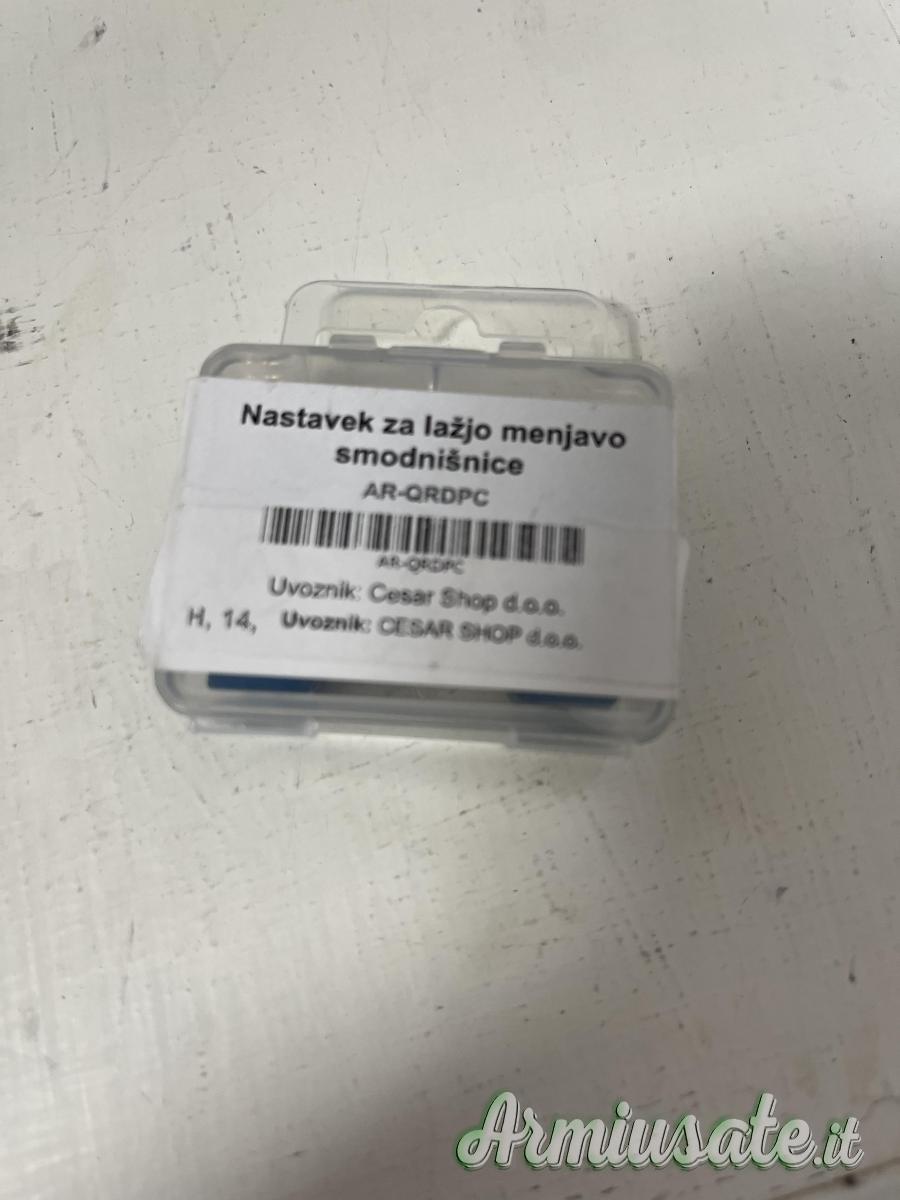 Nastavek za lažjo menjavo
smodnišnice
AR-QRDPC
AR-QRDPC
Uvoznik: Cesar Shop d.o.o.
H, 14, Uvoznik: CESAR SHOP d.o.o.
Armiusate.it